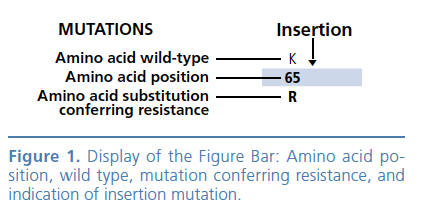 MUTATIONS Insertion
Amino acid wild-type K
Amino acid position 65
Amino acid substitution R
conferring resistance
Figure 1. Display of the Figure Bar: Amino acid po-
sition, wild type, mutation conferring resistance, and
indication of insertion mutation.